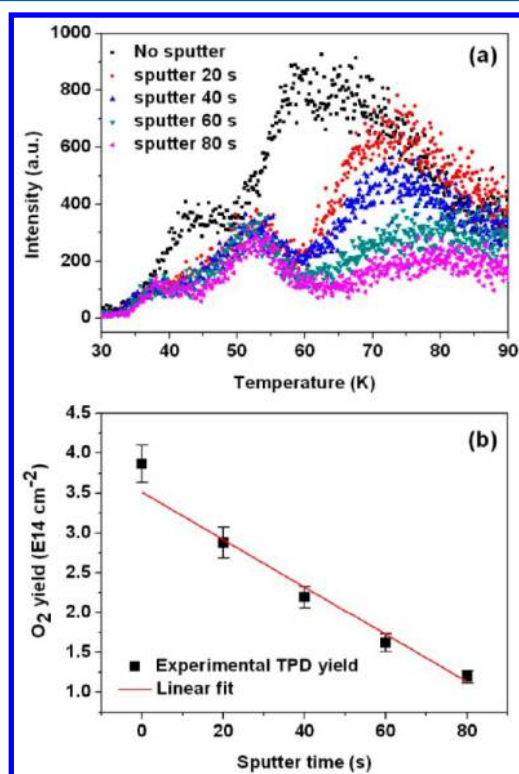 (a)
No sputter
sputter 20 s
sputter 40 s
sputter 60 s
sputter 80 s
Intensity (a.u.)
1000
800
600
400
200
0
30 40 50 60 70 80 90
Temperature (K)
(b)
O2 yield (E14 cm-2)
4.5
4.0
3.5
3.0
2.5
2.0
1.5
1.0
Experimental TPD yield
Linear fit
0 20 40 60 80
Sputter time (s)